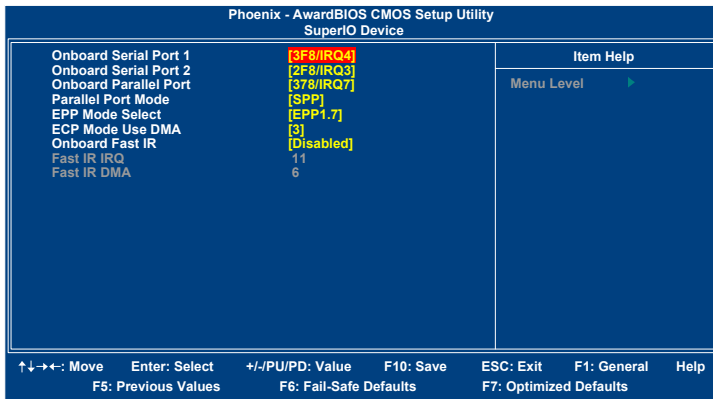 Phoenix - AwardBIOS CMOS Setup Utility
SuperIO Device
Onboard Serial Port 1 [3F8/IRQ4]
Onboard Serial Port 2 [2F8/IRQ3]
Onboard Parallel Port [378/IRQ7]
Parallel Port Mode [SPP]
EPP Mode Select [EPP1.7]
ECP Mode Use DMA [3]
Onboard Fast IR [Disabled]
Fast IR IRQ 11
Fast IR DMA 6
Item Help
Menu Level ▶
↑↓→←: Move Enter: Select +/-/PU/PD: Value F10: Save ESC: Exit F1: General Help
F5: Previous Values F6: Fail-Safe Defaults F7: Optimized Defaults